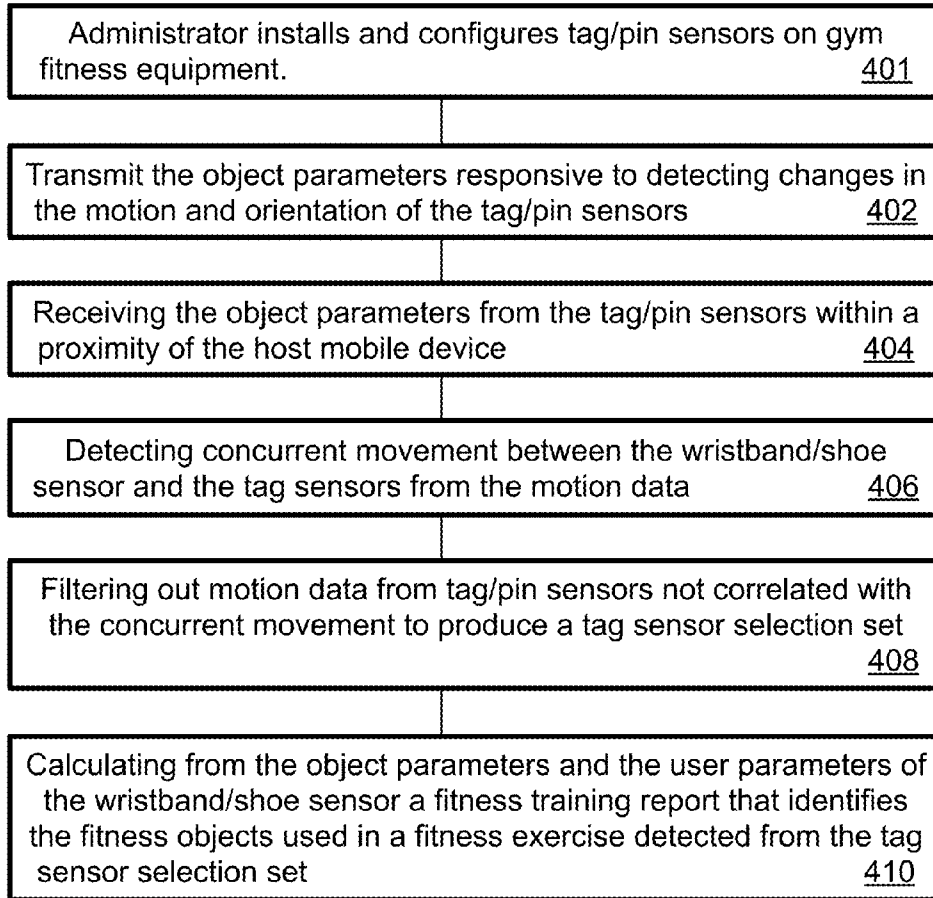 Administrator installs and configures tag/pin sensors on gym
fitness equipment. 401
Transmit the object parameters responsive to detecting changes in
the motion and orientation of the tag/pin sensors 402
Receiving the object parameters from the tag/pin sensors within a
proximity of the host mobile device 404
Detecting concurrent movement between the wristband/shoe
sensor and the tag sensors from the motion data 406
Filtering out motion data from tag/pin sensors not correlated with
the concurrent movement to produce a tag sensor selection set
408
Calculating from the object parameters and the user parameters of
the wristband/shoe sensor a fitness training report that identifies
the fitness objects used in a fitness exercise detected from the tag
sensor selection set 410